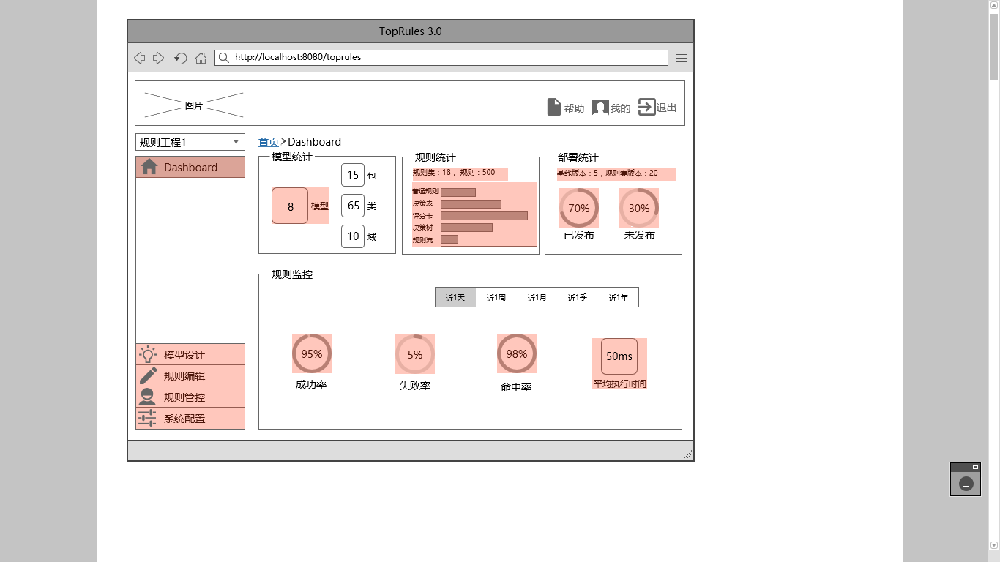 TopRules 3.0
http://localhost:8080/toprules
图片
帮助
我的
退出
规则工程1
首页>Dashboard
Dashboard
模型设计
规则编辑
规则管控
系统配置
模型统计
8
模型
15 包
65 类
10 域
规则统计
规则集：18， 规则：500
普通规则
决策表
评分卡
决策树
规则流
部署统计
基线版本：5，规则集版本：20
70%
已发布
30%
未发布
规则监控
近1天
近1周
近1月
近1季
近1年
95%
成功率
5%
失败率
98%
命中率
50ms
平均执行时间